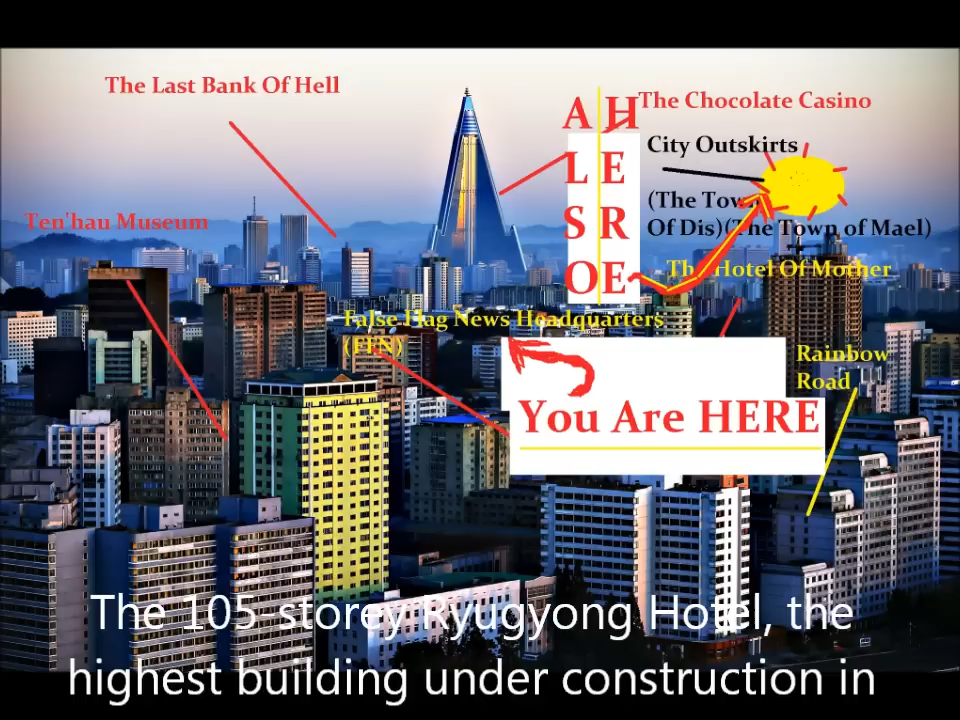 The Last Bank Of Hell
The Chocolate Casino
A H
L E
S R
O E
City Outskirts
(The Town
Of Dis)(The Town of Mael)
Ten'hau Museum
The Hotel Of Mother
False Flag News Headquarters
(FFN)
Rainbow
Road
You Are HERE
The 105-storey Ryugyong Hotel, the
highest building under construction in